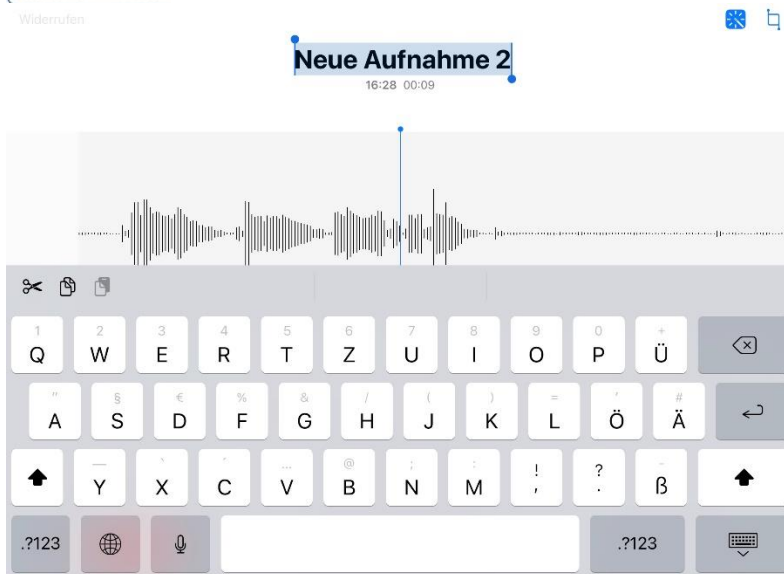 Widerrufen
Neue Aufnahme 2
16:28 00:09
1 2 3 4 5 6 7 8 9 0 +
Q W E R T Z U I O P Ü
" § € % & / ( ) = ' #
A S D F G H J K L Ö Ä
— ` ´ ... @ ; : ! ? -
Y X C V B N M , . ß
.?123 .?123